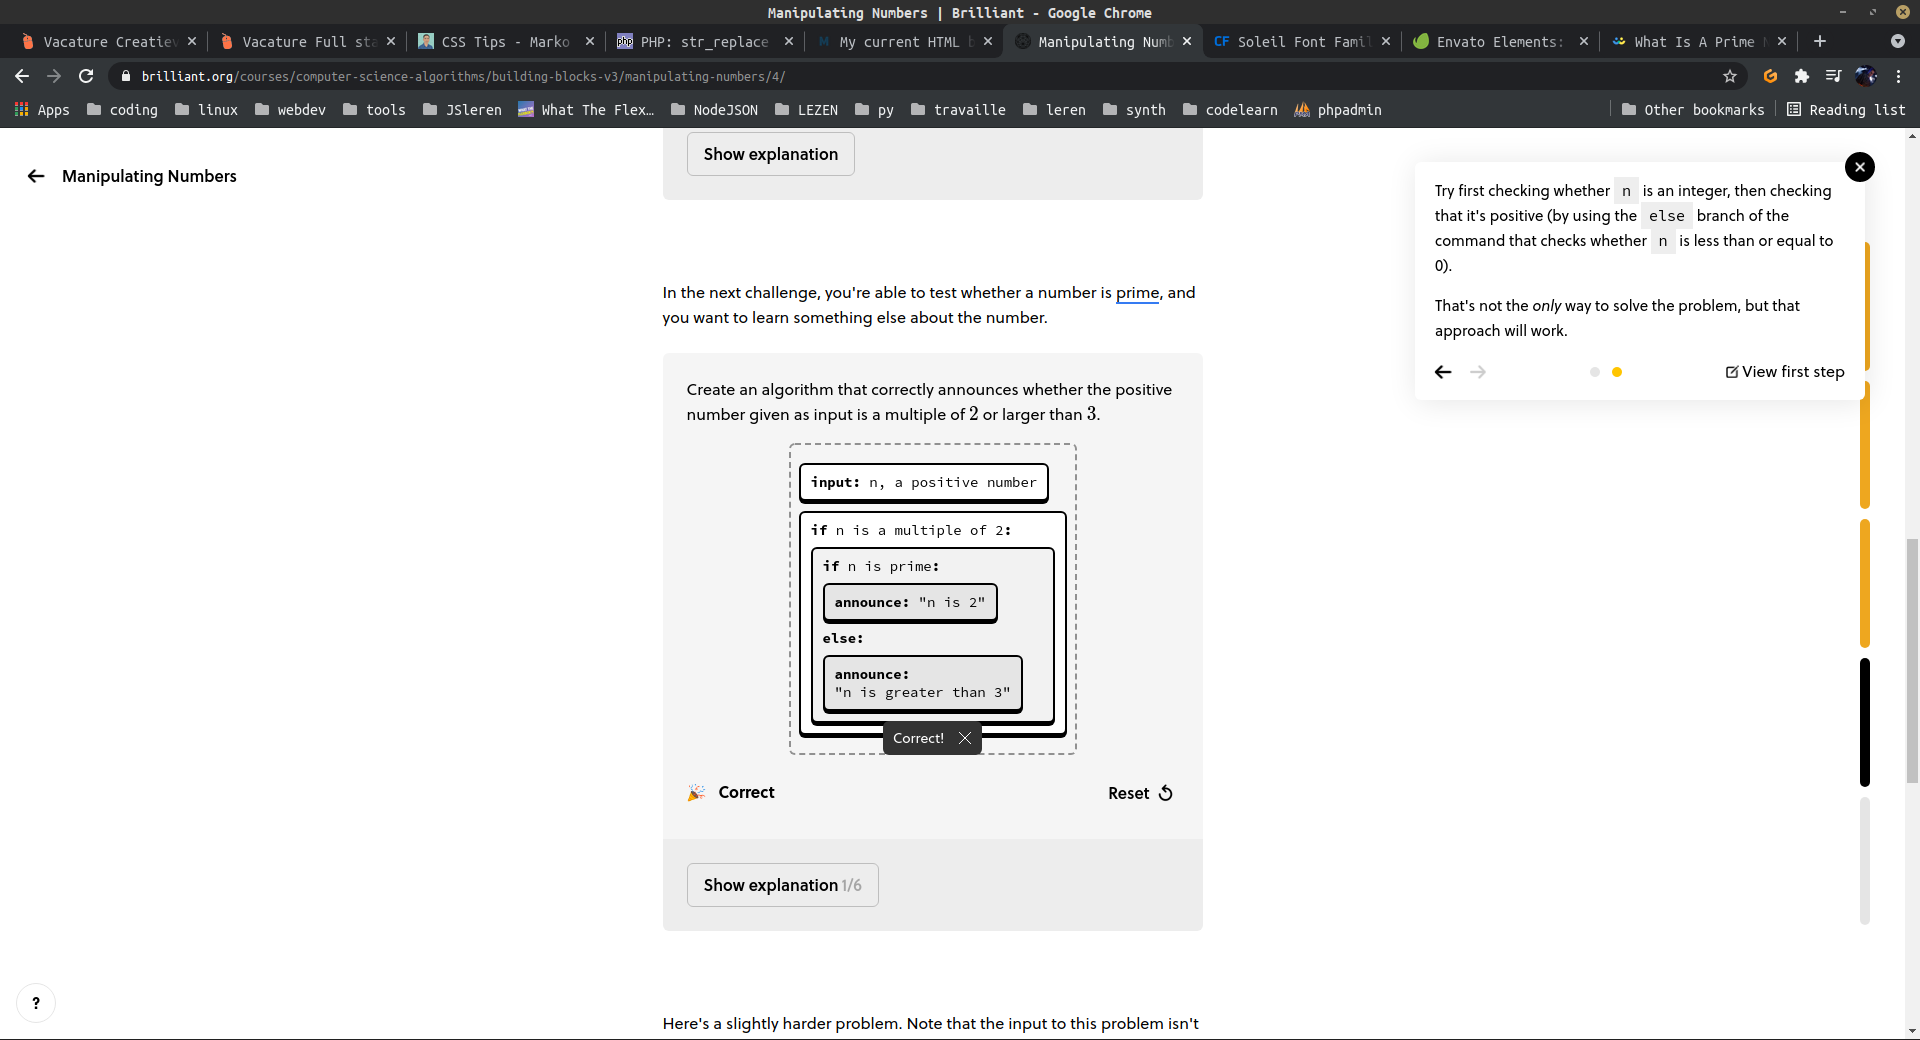 Manipulating Numbers | Brilliant - Google Chrome
Vacature Creatiev
Vacature Full sta
CSS Tips - Marko
PHP: str_replace
My current HTML b
Manipulating Numb
Soleil Font Famil
Envato Elements:
What Is A Prime N
brilliant.org/courses/computer-science-algorithms/building-blocks-v3/manipulating-numbers/4/
Apps
coding
linux
webdev
tools
JSleren
What The Flex…
NodeJSON
LEZEN
py
travaille
leren
synth
codelearn
phpadmin
Other bookmarks
Reading list
Manipulating Numbers
Show explanation
In the next challenge, you're able to test whether a number is prime, and
you want to learn something else about the number.
Create an algorithm that correctly announces whether the positive
number given as input is a multiple of 2 or larger than 3.
input: n, a positive number
if n is a multiple of 2:
if n is prime:
announce: "n is 2"
else:
announce:
"n is greater than 3"
Correct!
Correct
Reset
Show explanation 1/6
Here's a slightly harder problem. Note that the input to this problem isn't
Try first checking whether n is an integer, then checking
that it's positive (by using the else branch of the
command that checks whether n is less than or equal to
0).
That's not the only way to solve the problem, but that
approach will work.
View first step
?